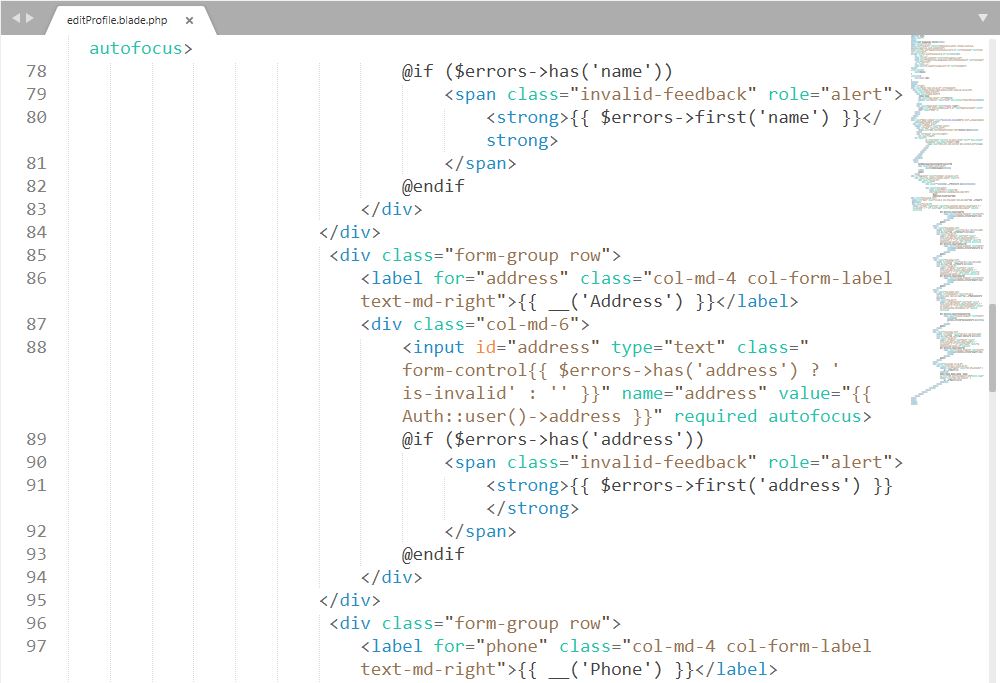 editProfile.blade.php ×
autofocus>
78 @if ($errors->has('name'))
79 <span class="invalid-feedback" role="alert">
80 <strong>{{ $errors->first('name') }}</
strong>
81 </span>
82 @endif
83 </div>
84 </div>
85 <div class="form-group row">
86 <label for="address" class="col-md-4 col-form-label
text-md-right">{{ __('Address') }}</label>
87 <div class="col-md-6">
88 <input id="address" type="text" class="
form-control{{ $errors->has('address') ? '
is-invalid' : '' }}" name="address" value="{{
Auth::user()->address }}" required autofocus>
89 @if ($errors->has('address'))
90 <span class="invalid-feedback" role="alert">
91 <strong>{{ $errors->first('address') }}
</strong>
92 </span>
93 @endif
94 </div>
95 </div>
96 <div class="form-group row">
97 <label for="phone" class="col-md-4 col-form-label
text-md-right">{{ __('Phone') }}</label>